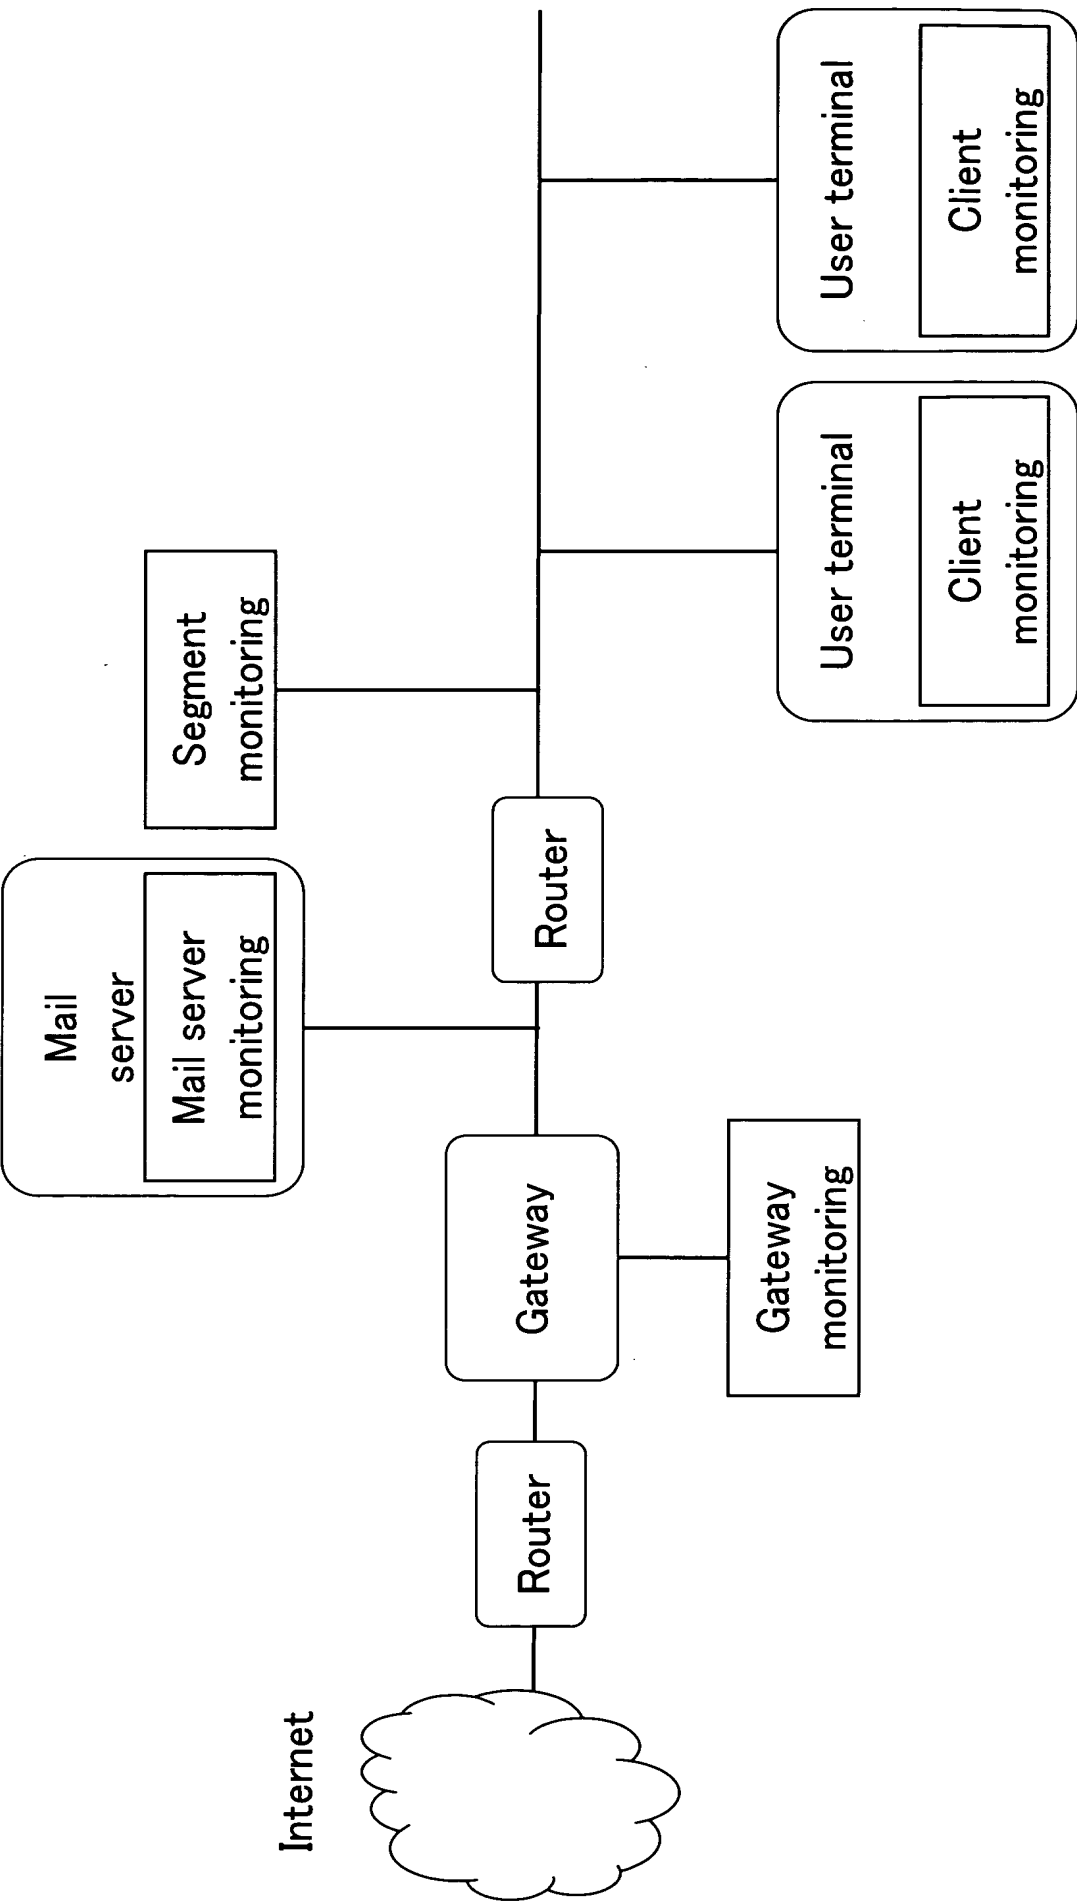 Mail
server
Mail server
monitoring
Segment
monitoring
Internet
Router
Gateway
Router
Gateway
monitoring
User terminal
Client
monitoring
User terminal
Client
monitoring